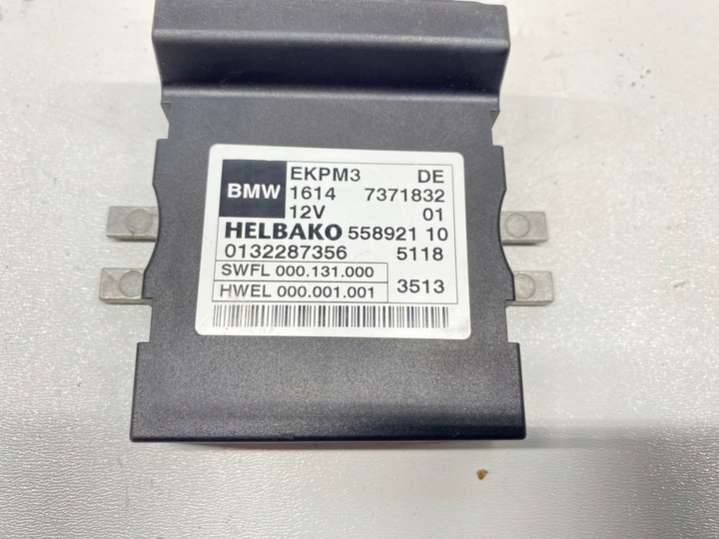 BMW EKPM3 DE
1614 7371832
12V 01
HELBAKO 558921 10
0132287356 5118
SWFL 000.131.000
HWEL 000.001.001 3513